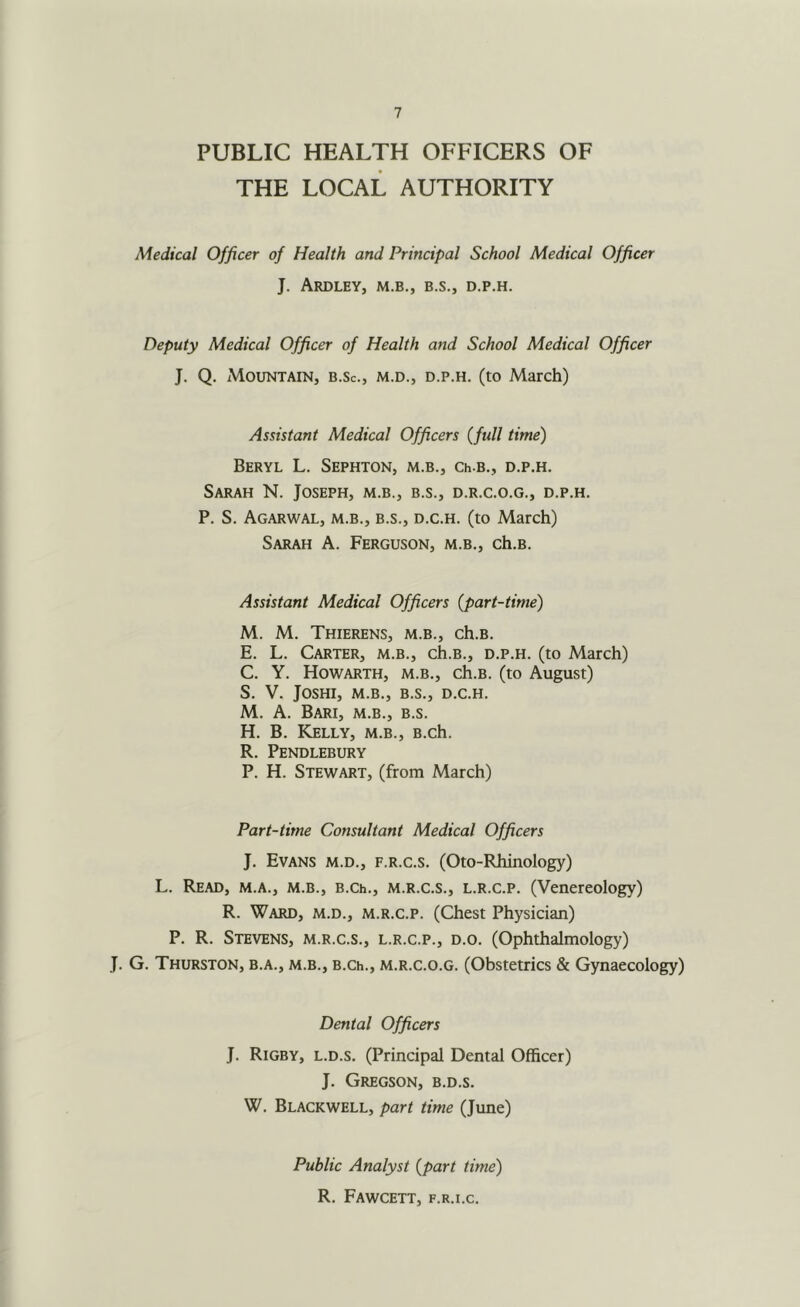 7
PUBLIC HEALTH OFFICERS OF
THE LOCAL AUTHORITY
Medical Officer of Health and Principal School Medical Officer
J. ARDLEY, M.B., B.S., D.P.H.
Deputy Medical Officer of Health and School Medical Officer
J. Q. MOUNTAIN, B.Sc., M.D., D.P.H. (to March)
Assistant Medical Officers (full time)
BERYL L. SEPHTON, M.B., Ch.B., D.P.H.
SARAH N. JOSEPH, M.B., B.S., D.R.C.O.G., D.P.H.
P. S. AGARWAL, M.B., B.S., D.C.H. (to March)
SARAH A. FERGUSON, M.B., ch.B.
Assistant Medical Officers (part-time)
M. M. THIERENS, M.B., ch.B.
E. L. CARTER, M.B., ch.B., D.P.H. (to March)
C. Y. HOWARTH, M.B., ch.B. (to August)
S. V. JOSHI, M.B., B.S., D.C.H.
M. A. BARI, M.B., B.S.
H. B. KELLY, M.B., B.ch.
R. PENDLEBURY
P. H. STEWART, (from March)
Part-time Consultant Medical Officers
J. EVANS M.D., F.R.C.S. (Oto-Rhinology)
L. READ, M.A., M.B., B.Ch., M.R.C.S., L.R.C.P. (Venereology)
R. WARD, M.D., M.R.C.P. (Chest Physician)
P. R. STEVENS, M.R.C.S., L.R.C.P., D.O. (Ophthalmology)
J. G. THURSTON, B.A., M.B., B.Ch., M.R.C.O.G. (Obstetrics & Gynaecology)
Dental Officers
J. RIGBY, L.D.S. (Principal Dental Officer)
J. GREGSON, B.D.S.
W. BLACKWELL, part time (June)
Public Analyst (part time)
R. FAWCETT, F.R.I.C.